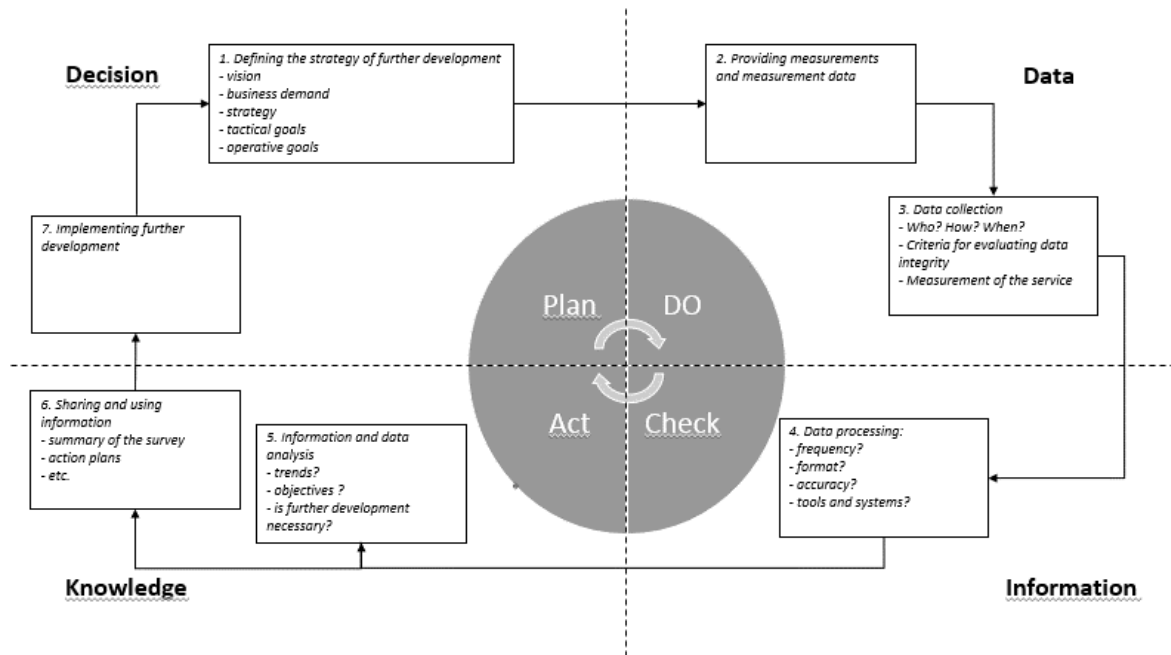 Decision
1. Defining the strategy of further development
- vision
- business demand
- strategy
- tactical goals
- operative goals
2. Providing measurements
and measurement data
Data
7. Implementing further
development
3. Data collection
- Who? How? When?
- Criteria for evaluating data
integrity
- Measurement of the service
Plan
DO
Act
Check
6. Sharing and using
information
- summary of the survey
- action plans
- etc.
5. Information and data
analysis
- trends?
- objectives ?
- is further development
necessary?
4. Data processing:
- frequency?
- format?
- accuracy?
- tools and systems?
Knowledge
Information